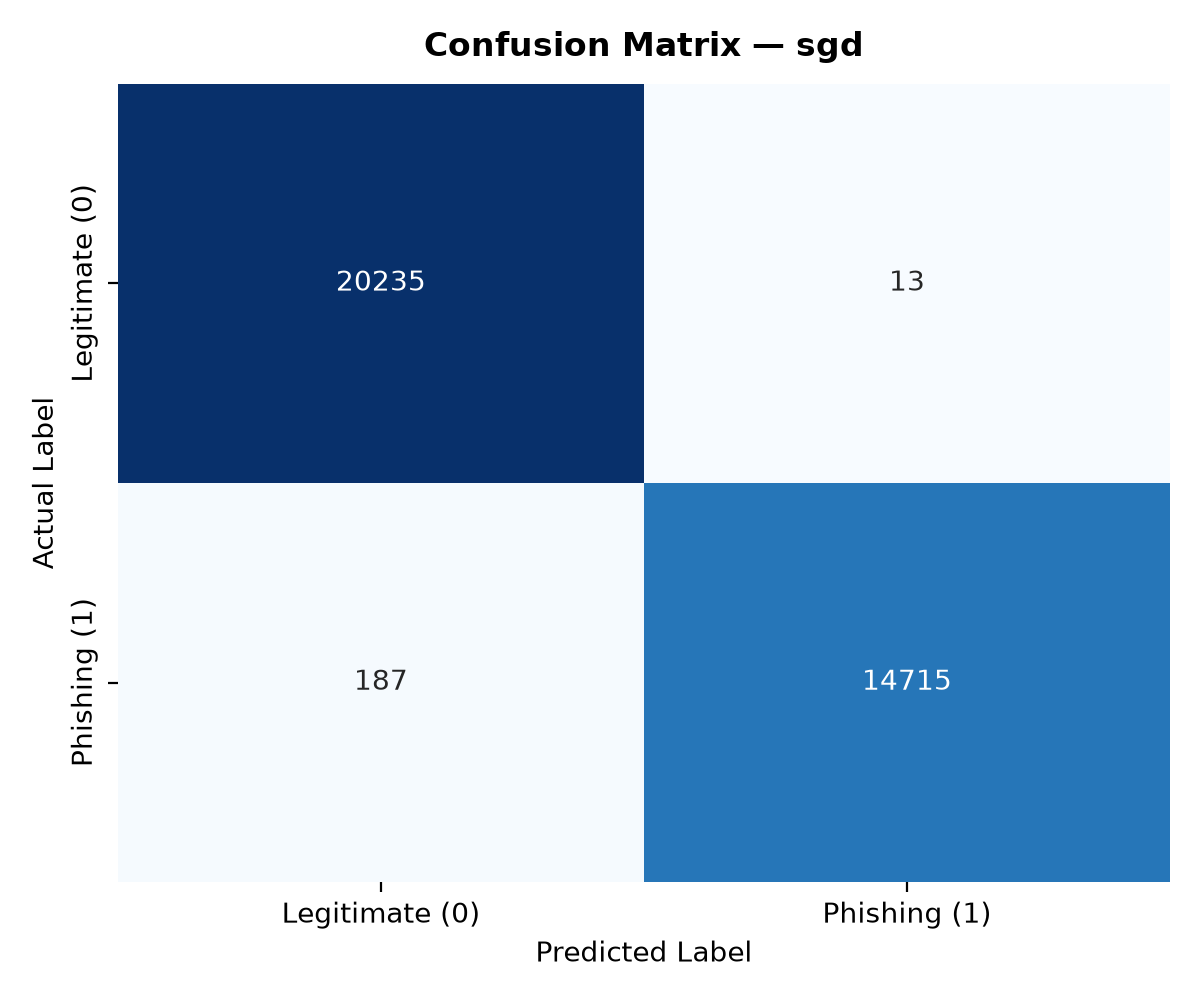 Confusion Matrix — sgd
Actual Label
Legitimate (0)
20235
13
Phishing (1)
187
14715
Legitimate (0)
Phishing (1)
Predicted Label